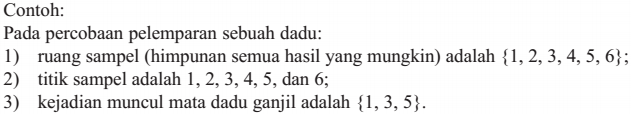 Contoh:
Pada percobaan pelemparan sebuah dadu:
1) ruang sampel (himpunan semua hasil yang mungkin) adalah {1, 2, 3, 4, 5, 6};
2) titik sampel adalah 1, 2, 3, 4, 5, dan 6;
3) kejadian muncul mata dadu ganjil adalah {1, 3, 5}.